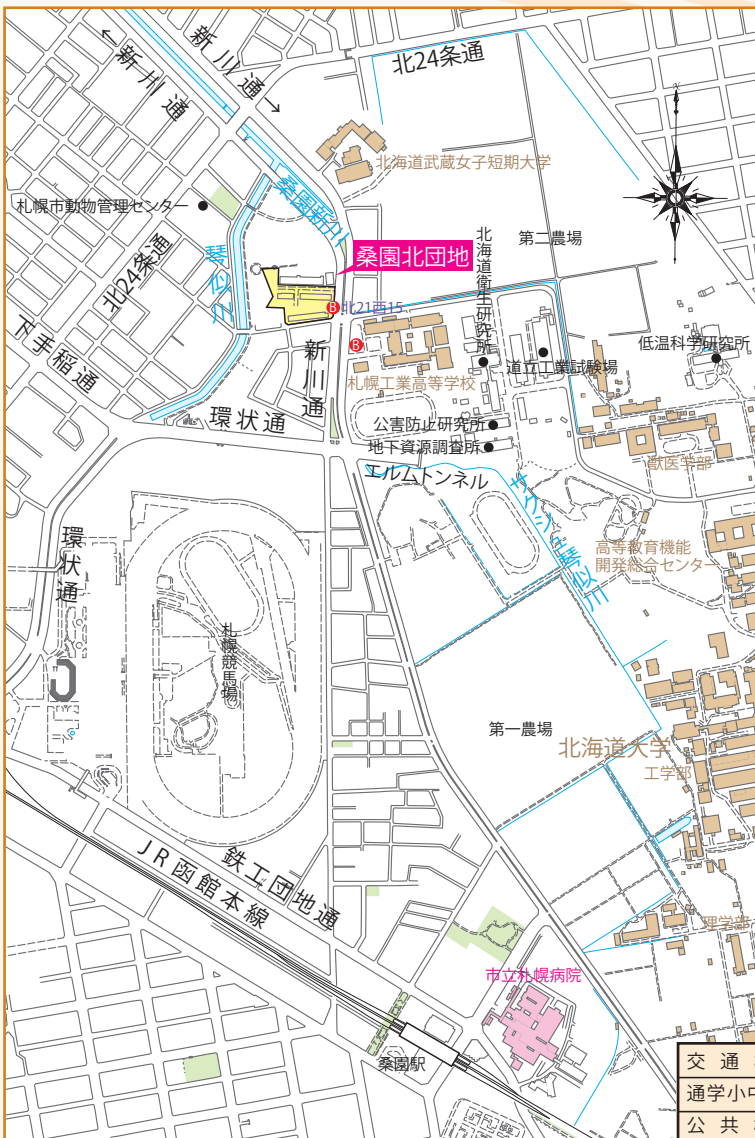 ←新川通
新川通→
北24条通
北海道武蔵女子短期大学
札幌市動物管理センター
桑園新川
北海道衛生研究所
第二農場
琴似川
北24条通
桑園北団地
B
北21西15
下手稲通
新川通
B
札幌工業高等学校
道立工業試験場
低温科学研究所
環状通
公害防止研究所
地下資源調査所
エルムトンネル
獣医学部
サクシュ琴似川
環状通
高等教育機能
開発総合センター
札幌競馬場
第一農場
北海道大学
工学部
鉄工団地通
JR函館本線
理学部
市立札幌病院
桑園駅
交通
通学小中
公共